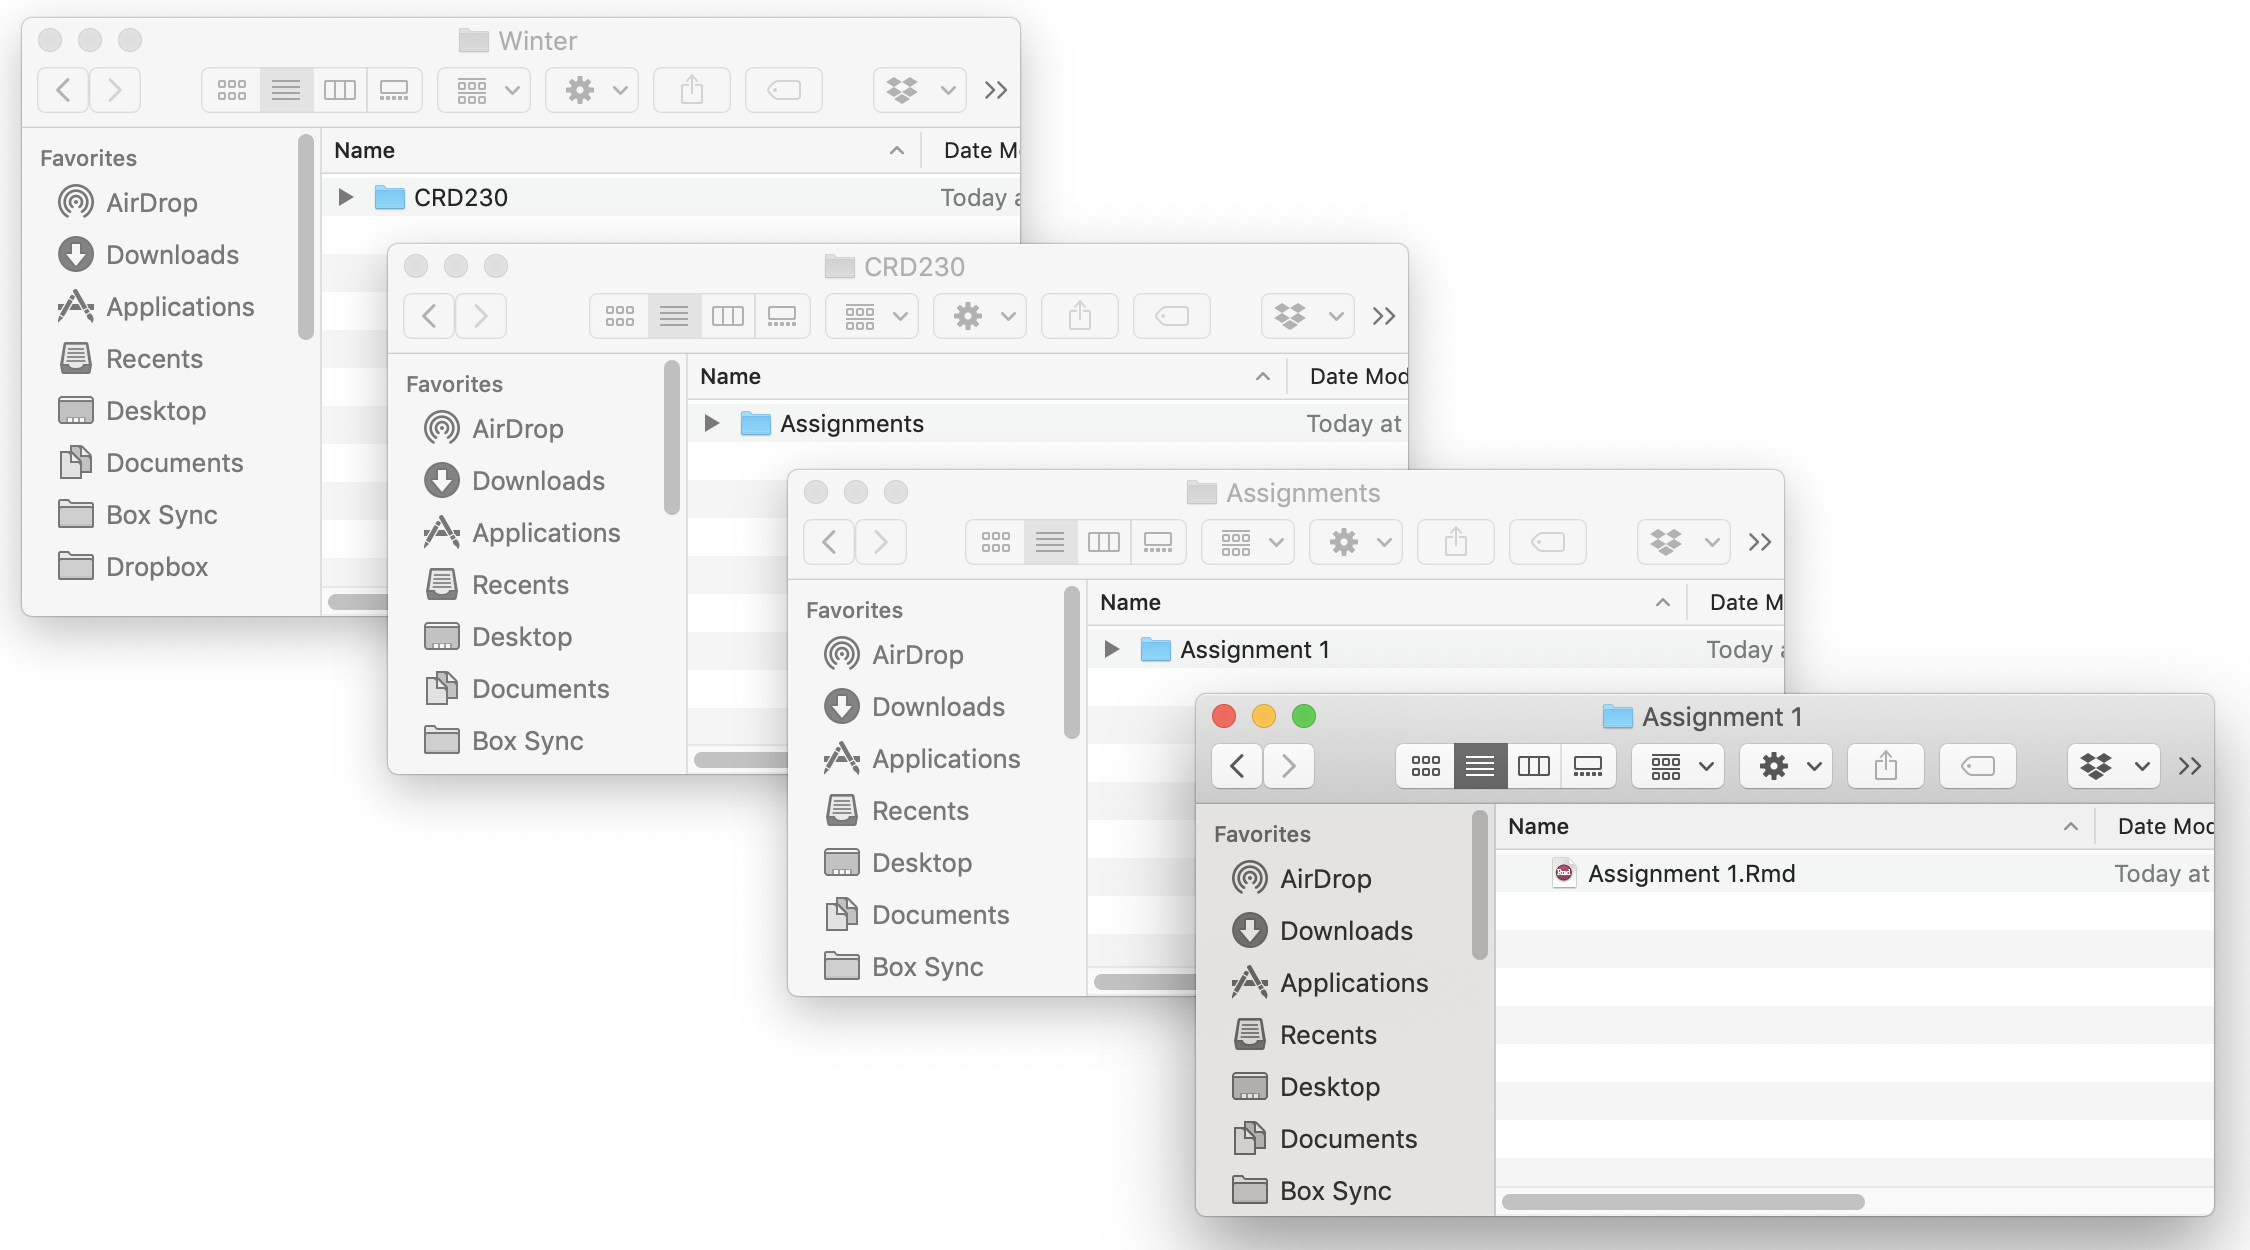 Winter
Favorites
AirDrop
Downloads
Applications
Recents
Desktop
Documents
Box Sync
Dropbox
Name Date M
CRD230 Today a
CRD230
Favorites
AirDrop
Downloads
Applications
Recents
Desktop
Documents
Box Sync
Name Date Mod
Assignments Today at
Assignments
Favorites
AirDrop
Downloads
Applications
Recents
Desktop
Documents
Box Sync
Name Date M
Assignment 1 Today a
Assignment 1
Favorites
AirDrop
Downloads
Applications
Recents
Desktop
Documents
Box Sync
Name Date Mod
Rmd Assignment 1.Rmd Today at